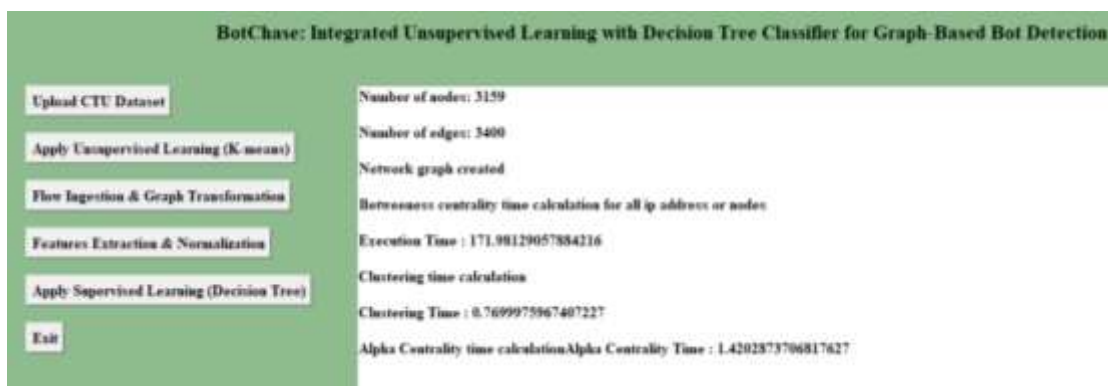 BotChase: Integrated Unsupervised Learning with Decision Tree Classifier for Graph-Based Bot Detection
Upload CTU Dataset
Apply Unsupervised Learning (K-means)
Flow Ingestion & Graph Transformation
Features Extraction & Normalization
Apply Supervised Learning (Decision Tree)
Exit
Number of nodes: 3159
Number of edges: 3400
Network graph created
Betweeness centrality time calculation for all ip address or nodes
Execution Time : 171.98129057884216
Clustering time calculation
Clustering Time : 0.7699975967407227
Alpha Centrality time calculationAlpha Centrality Time : 1.4202873706817627